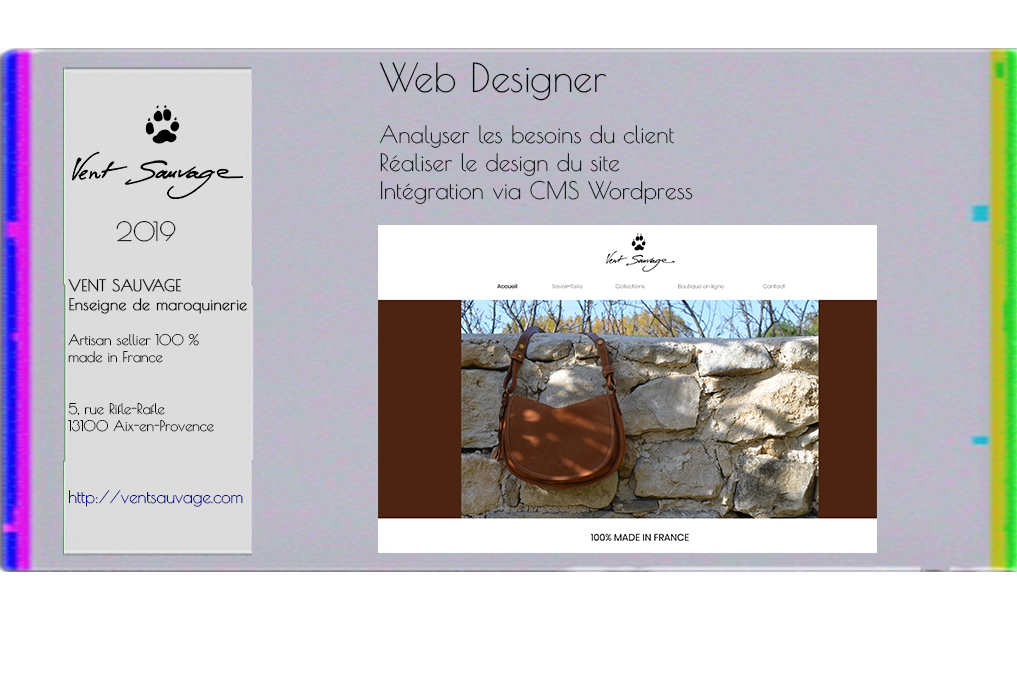 Vent Sauvage
2019
VENT SAUVAGE
Enseigne de maroquinerie
Artisan sellier 100 %
made in France
5, rue Rifle-Rafle
13100 Aix-en-Provence
http://ventsauvage.com
Web Designer
Analyser les besoins du client
Réaliser le design du site
Intégration via CMS Wordpress
Vent Sauvage
Accueil Savoir-faire Collections Boutique en ligne Contact
100% MADE IN FRANCE